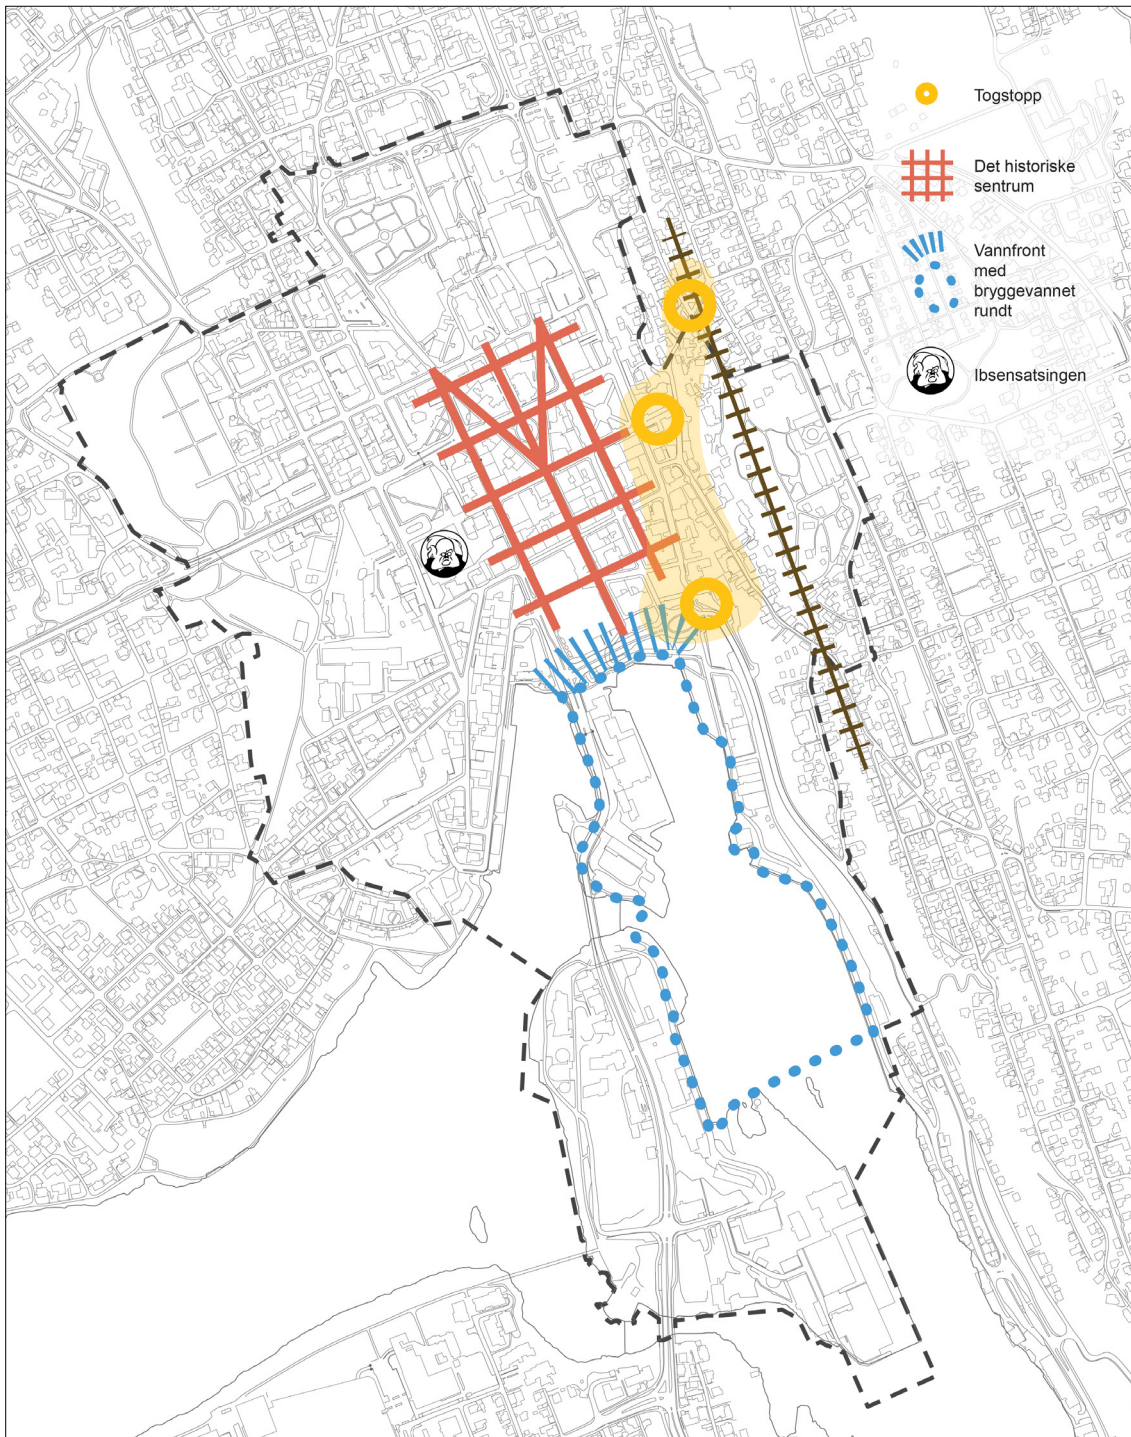 Togstopp
Det historiske
sentrum
Vannfront
med
bryggevannet
rundt
Ibsensatsingen